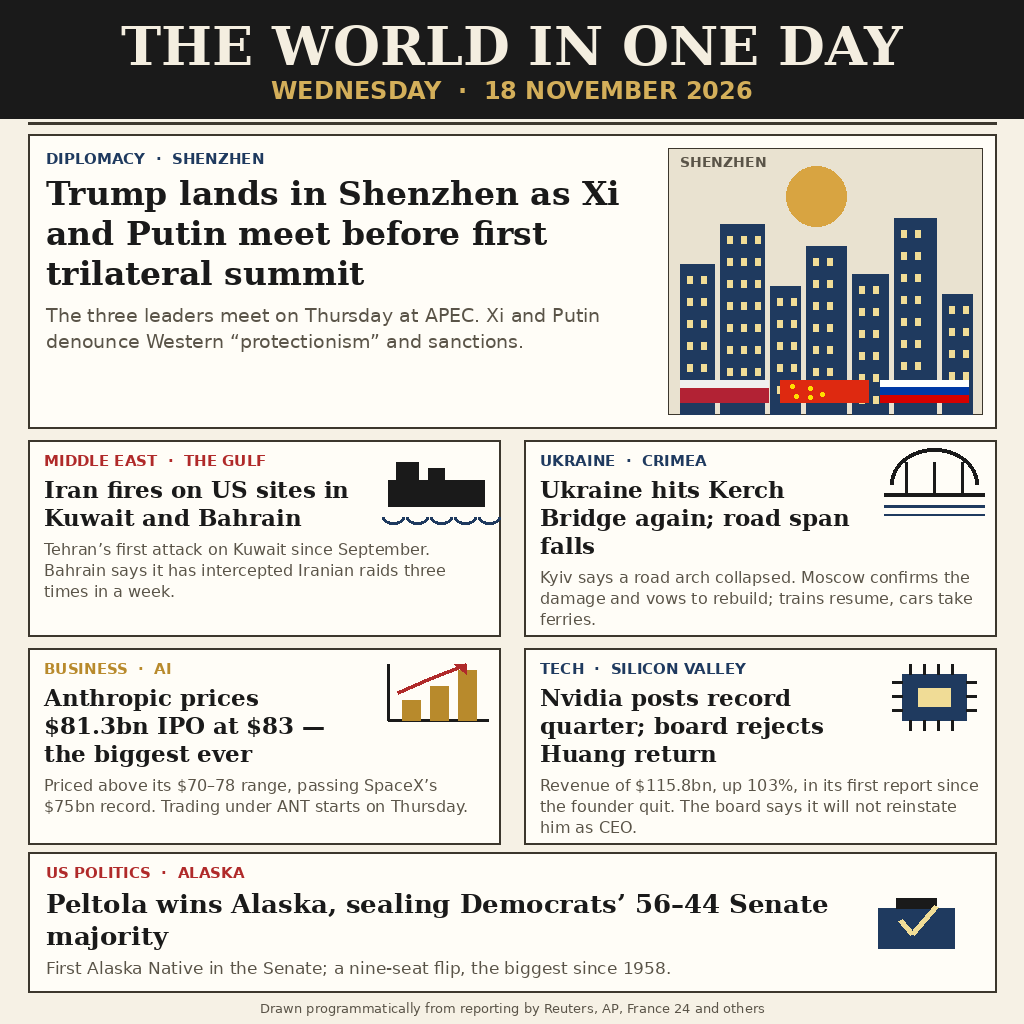 THE WORLD IN ONE DAY
WEDNESDAY · 18 NOVEMBER 2026
DIPLOMACY · SHENZHEN
Trump lands in Shenzhen as Xi
and Putin meet before first
trilateral summit
The three leaders meet on Thursday at APEC. Xi and Putin
denounce Western “protectionism” and sanctions.
SHENZHEN
MIDDLE EAST · THE GULF
Iran fires on US sites in
Kuwait and Bahrain
Tehran’s first attack on Kuwait since September.
Bahrain says it has intercepted Iranian raids three
times in a week.
UKRAINE · CRIMEA
Ukraine hits Kerch
Bridge again; road span
falls
Kyiv says a road arch collapsed. Moscow confirms the
damage and vows to rebuild; trains resume, cars take
ferries.
BUSINESS · AI
Anthropic prices
$81.3bn IPO at $83 —
the biggest ever
Priced above its $70–78 range, passing SpaceX’s
$75bn record. Trading under ANT starts on Thursday.
TECH · SILICON VALLEY
Nvidia posts record
quarter; board rejects
Huang return
Revenue of $115.8bn, up 103%, in its first report since
the founder quit. The board says it will not reinstate
him as CEO.
US POLITICS · ALASKA
Peltola wins Alaska, sealing Democrats’ 56–44 Senate
majority
First Alaska Native in the Senate; a nine-seat flip, the biggest since 1958.
Drawn programmatically from reporting by Reuters, AP, France 24 and others